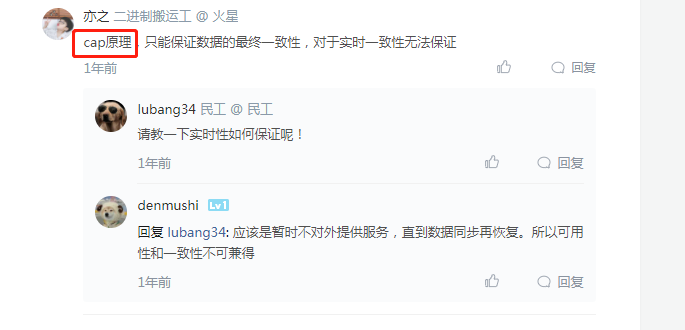 亦之 二进制搬运工 @ 火星
cap原理，只能保证数据的最终一致性，对于实时一致性无法保证
1年前 回复
lubang34 民工 @ 民工
请教一下实时性如何保证呢！
1年前 回复
denmushi Lv1
回复 lubang34: 应该是暂时不对外提供服务，直到数据同步再恢复。所以可用
性和一致性不可兼得
1年前 回复